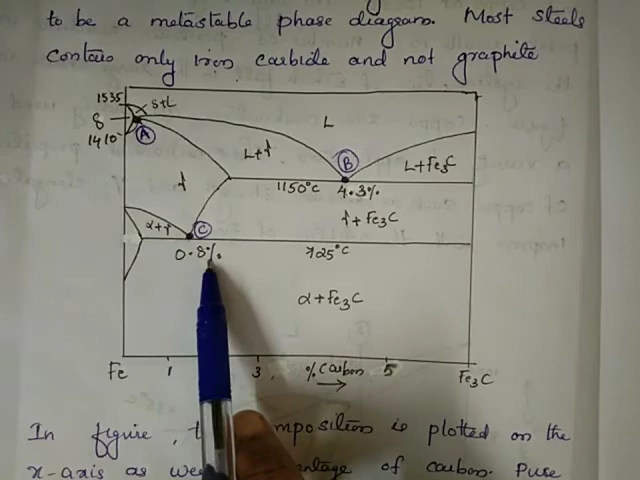 to be a metastable phase diagram. Most steels
contain only iron carbide and not graphite
1535
δ+L
δ
A
1410
L
L+γ
B
L+Fe3C
γ
1150°C 4.3%
γ+Fe3C
α+γ
C
0.8%
725°C
α+Fe3C
Fe 1 3 % Carbon 5 Fe3C
In figure, composition is plotted on the
x-axis as percentage of carbon. Pure